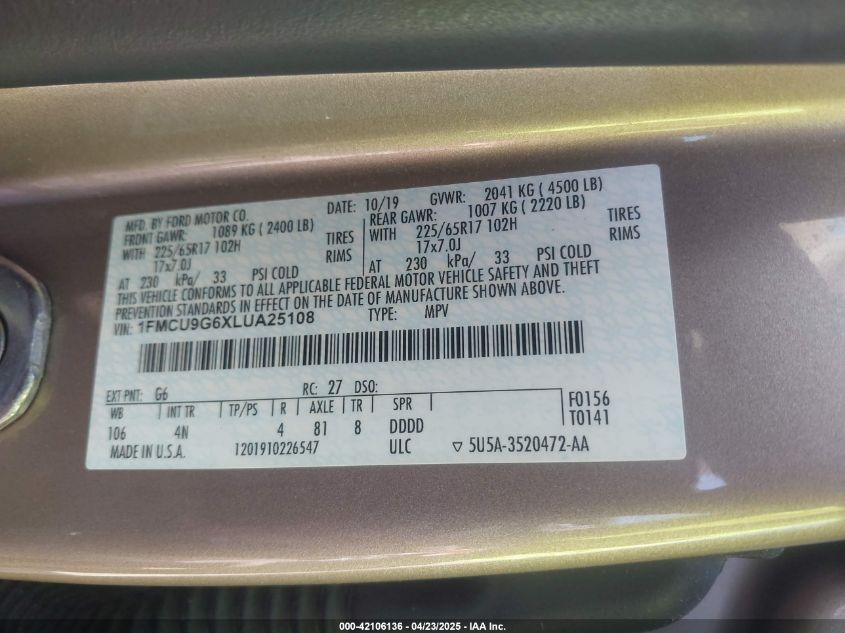 MFD. BY FORD MOTOR CO.
DATE: 10/19 GVWR: 2041 KG ( 4500 LB)
FRONT GAWR: 1089 KG ( 2400 LB)
REAR GAWR: 1007 KG ( 2220 LB)
WITH 225/65R17 102H TIRES
WITH 225/65R17 102H TIRES
17x7.0J RIMS
17x7.0J RIMS
AT 230 kPa/ 33 PSI COLD
AT 230 kPa/ 33 PSI COLD
THIS VEHICLE CONFORMS TO ALL APPLICABLE FEDERAL MOTOR VEHICLE SAFETY AND THEFT
PREVENTION STANDARDS IN EFFECT ON THE DATE OF MANUFACTURE SHOWN ABOVE.
VIN: 1FMCU9G6XLUA25108 TYPE: MPV
EXT PNT: G6 RC: 27 DSO:
WB INT TR TP/PS R AXLE TR SPR
106 4N 4 81 8 DDDD
F0156
T0141
MADE IN U.S.A. 1201910226547 ULC ▽ 5U5A-3520472-AA
000-42106136 - 04/23/2025 - IAA Inc.